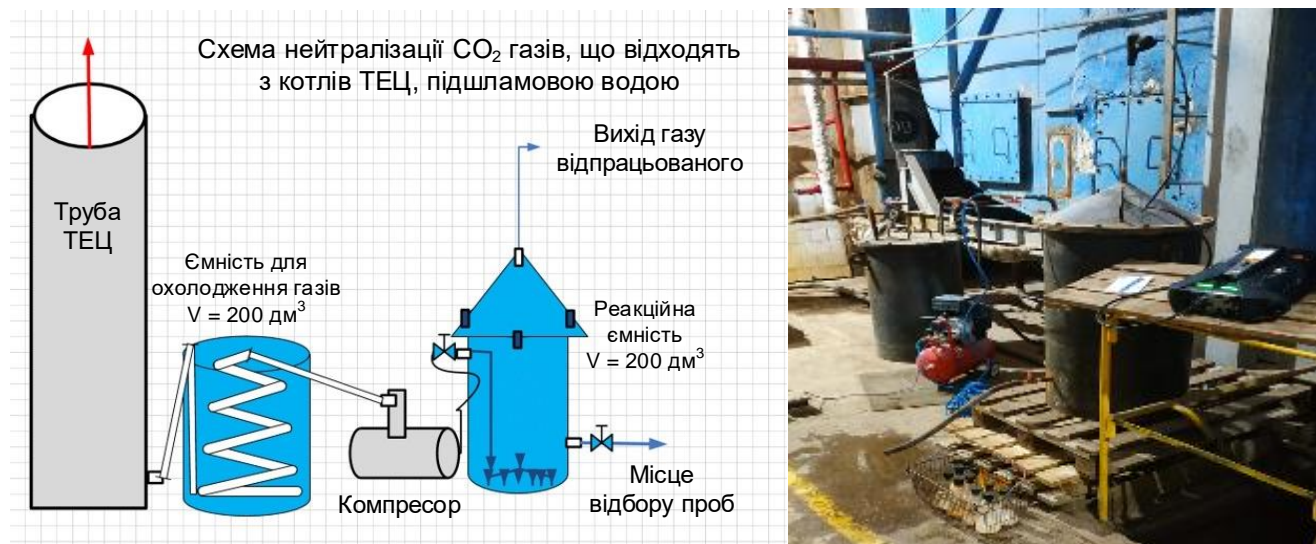 Схема нейтралізації CO₂ газів, що відходять
з котлів ТЕЦ, підшламовою водою
Вихід газу
відпрацьованого
Труба
ТЕЦ
Ємність для
охолодження газів
V = 200 дм³
Реакційна
ємність
V = 200 дм³
Компресор
Місце
відбору проб